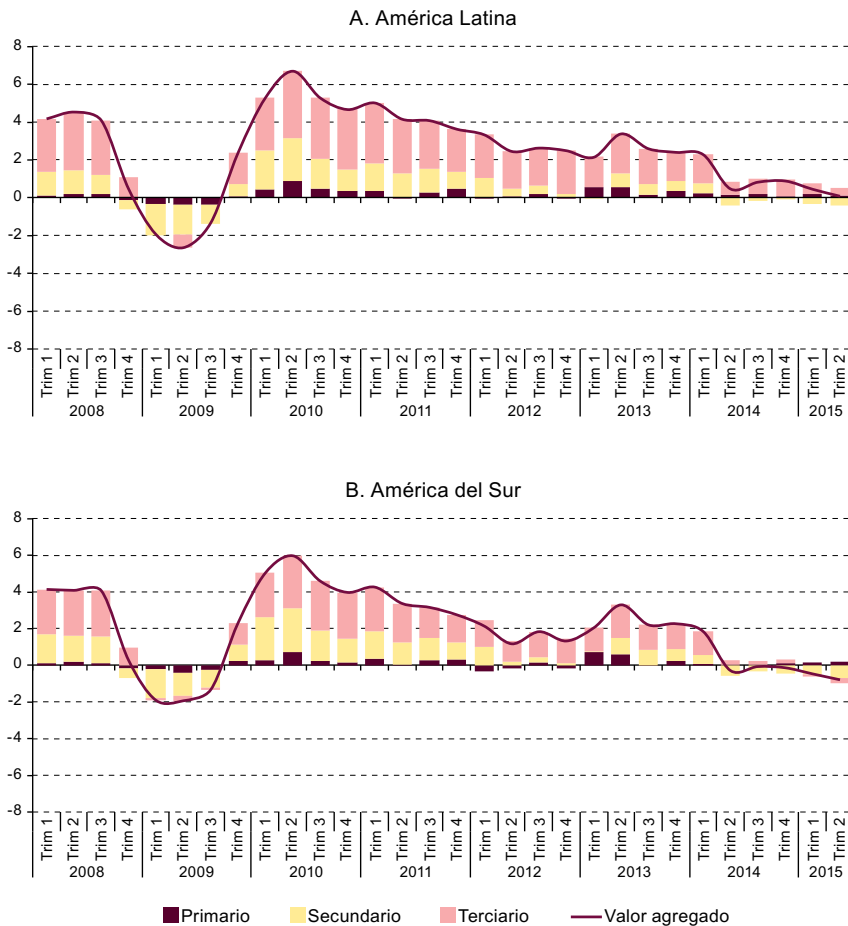 A. América Latina
8
6
4
2
0
-2
-4
-6
-8
Trim 1 Trim 2 Trim 3 Trim 4 Trim 1 Trim 2 Trim 3 Trim 4 Trim 1 Trim 2 Trim 3 Trim 4 Trim 1 Trim 2 Trim 3 Trim 4 Trim 1 Trim 2 Trim 3 Trim 4 Trim 1 Trim 2 Trim 3 Trim 4 Trim 1 Trim 2 Trim 3 Trim 4 Trim 1 Trim 2
2008 2009 2010 2011 2012 2013 2014 2015
B. América del Sur
8
6
4
2
0
-2
-4
-6
-8
Trim 1 Trim 2 Trim 3 Trim 4 Trim 1 Trim 2 Trim 3 Trim 4 Trim 1 Trim 2 Trim 3 Trim 4 Trim 1 Trim 2 Trim 3 Trim 4 Trim 1 Trim 2 Trim 3 Trim 4 Trim 1 Trim 2 Trim 3 Trim 4 Trim 1 Trim 2 Trim 3 Trim 4 Trim 1 Trim 2
2008 2009 2010 2011 2012 2013 2014 2015
Primario Secundario Terciario Valor agregado